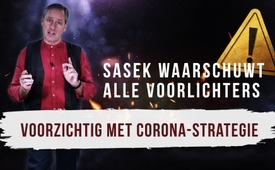 SASEK WAARSCHUWT
ALLE VOORLICHTERS
VOORZICHTIG MET CORONA-STRATEGIE